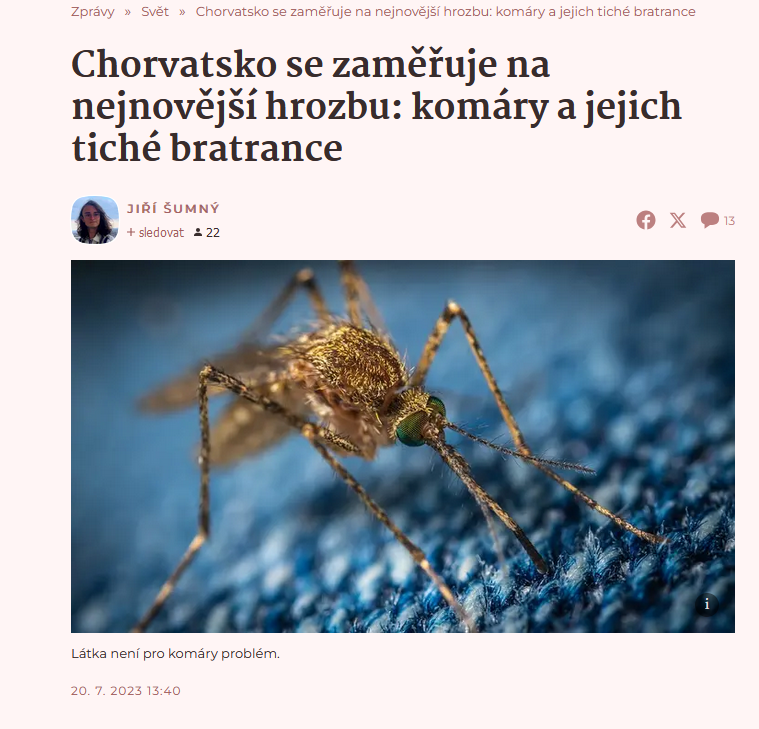 Zprávy » Svět » Chorvatsko se zaměřuje na nejnovější hrozbu: komáry a jejich tiché bratrance
Chorvatsko se zaměřuje na
nejnovější hrozbu: komáry a jejich
tiché bratrance
JIŘÍ ŠUMNÝ
+ sledovat 22
13
i
Látka není pro komáry problém.
20. 7. 2023 13:40